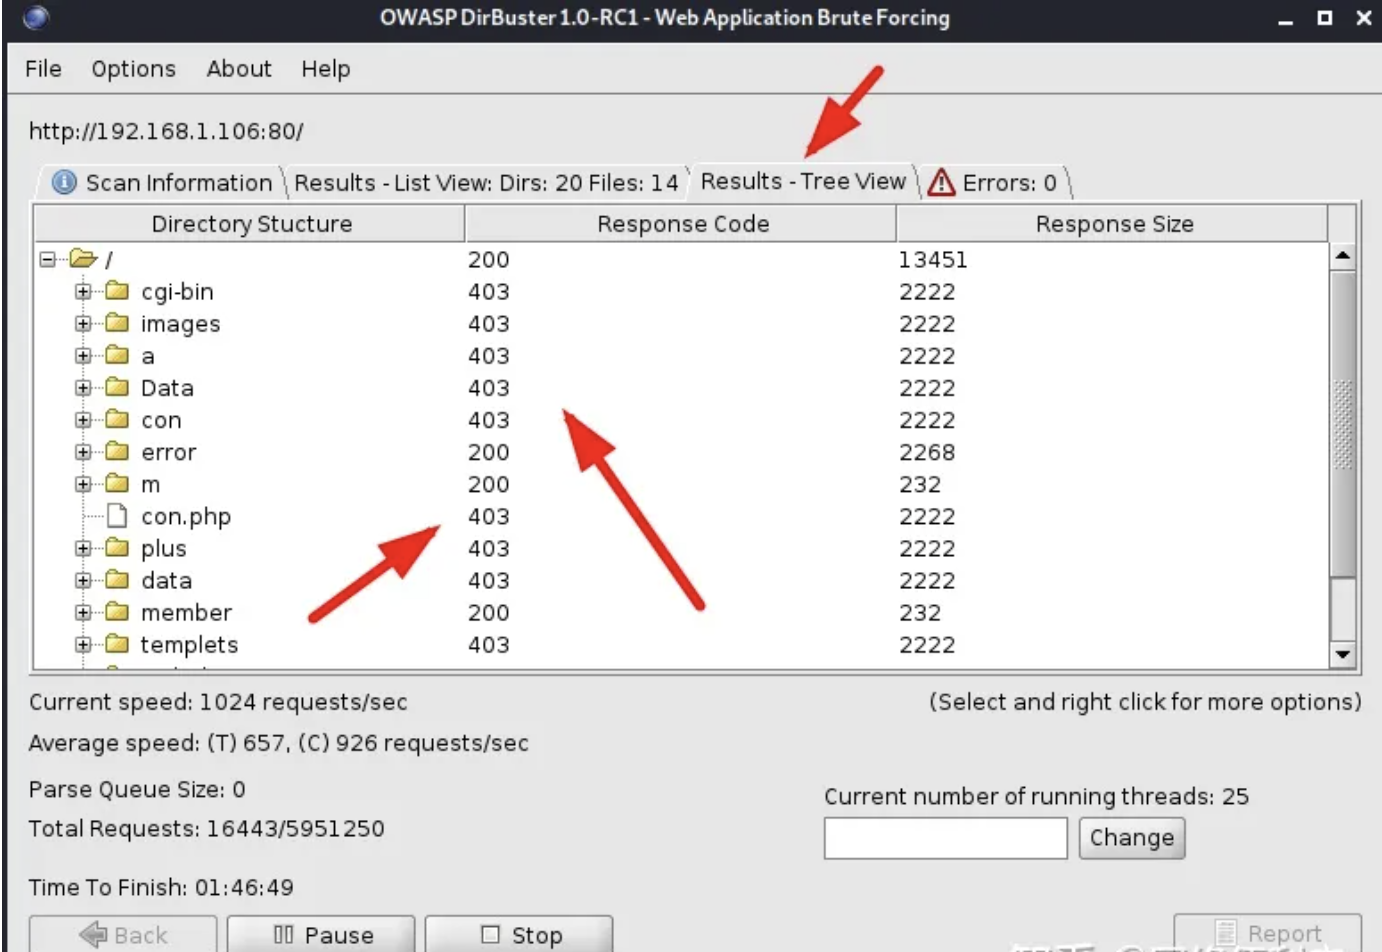 OWASP DirBuster 1.0-RC1 - Web Application Brute Forcing
File Options About Help
http://192.168.1.106:80/
Scan Information Results - List View: Dirs: 20 Files: 14 Results - Tree View Errors: 0
Directory Stucture Response Code Response Size
/ 200 13451
cgi-bin 403 2222
images 403 2222
a 403 2222
Data 403 2222
con 403 2222
error 200 2268
m 200 232
con.php 403 2222
plus 403 2222
data 403 2222
member 200 232
templets 403 2222
Current speed: 1024 requests/sec (Select and right click for more options)
Average speed: (T) 657, (C) 926 requests/sec
Parse Queue Size: 0
Current number of running threads: 25
Total Requests: 16443/5951250
Change
Time To Finish: 01:46:49
Back Pause Stop Report